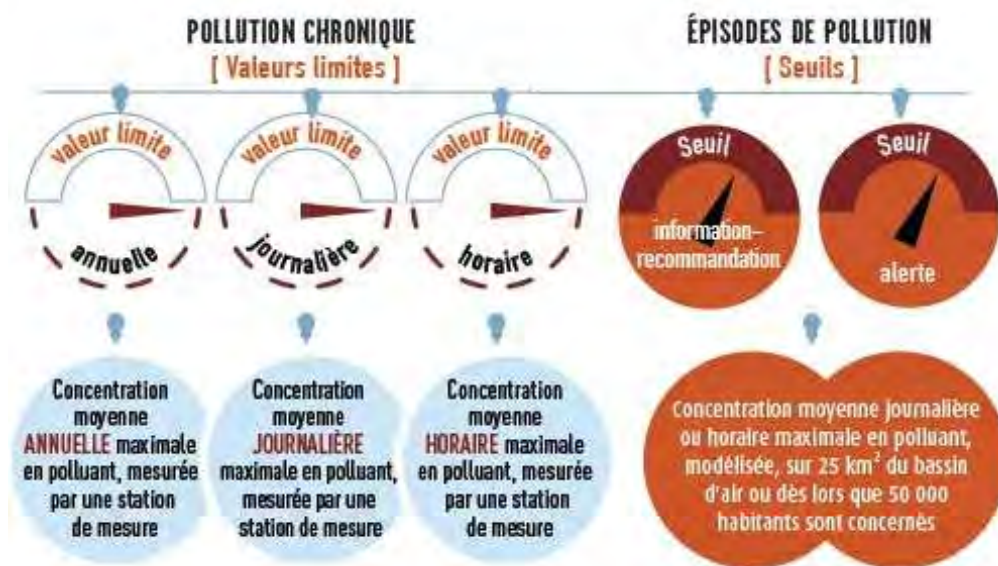 POLLUTION CHRONIQUE
[ Valeurs limites ]
ÉPISODES DE POLLUTION
[ Seuils ]
valeur limite
annuelle
valeur limite
journalière
valeur limite
horaire
Seuil
information-
recommandation
Seuil
alerte
Concentration
moyenne
ANNUELLE maximale
en polluant, mesurée
par une station
de mesure
Concentration
moyenne
JOURNALIÈRE
maximale en polluant,
mesurée par une
station de mesure
Concentration
moyenne
HORAIRE maximale
en polluant, mesurée
par une station
de mesure
Concentration moyenne journalière
ou horaire maximale en polluant,
modélisée, sur 25 km² du bassin
d'air ou dès lors que 50 000
habitants sont concernés